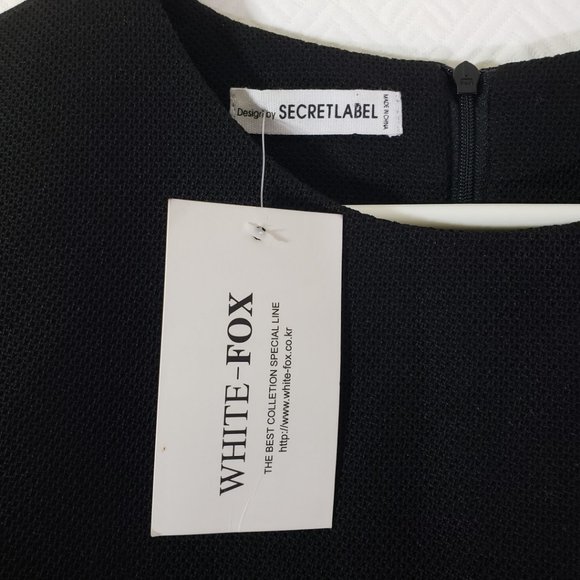 Design by SECRETLABEL
MADE IN CHINA
WHITE-FOX
THE BEST COLLETION SPECIAL LINE
http://www.white-fox.co.kr